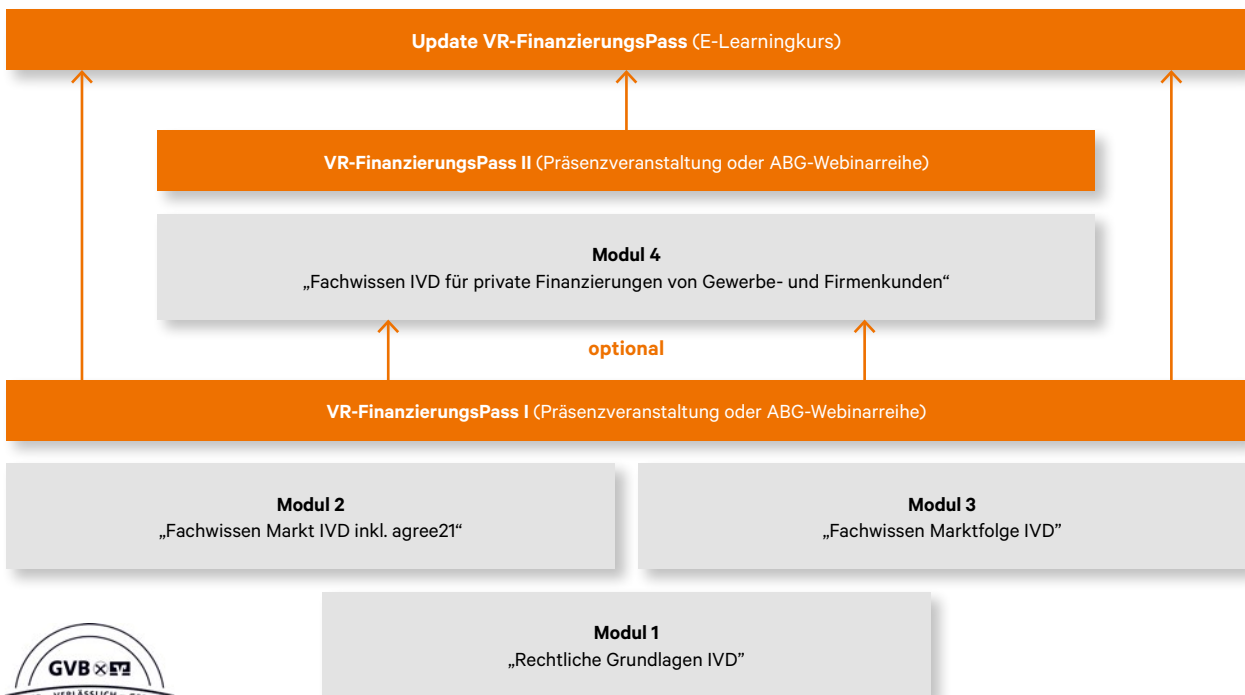 Update VR-FinanzierungsPass (E-Learningkurs)
VR-FinanzierungsPass II (Präsenzveranstaltung oder ABG-Webinarreihe)
Modul 4
„Fachwissen IVD für private Finanzierungen von Gewerbe- und Firmenkunden“
optional
VR-FinanzierungsPass I (Präsenzveranstaltung oder ABG-Webinarreihe)
Modul 2
„Fachwissen Markt IVD inkl. agree21“
Modul 3
„Fachwissen Marktfolge IVD”
Modul 1
„Rechtliche Grundlagen IVD”
GVB
VERLÄSSLICH